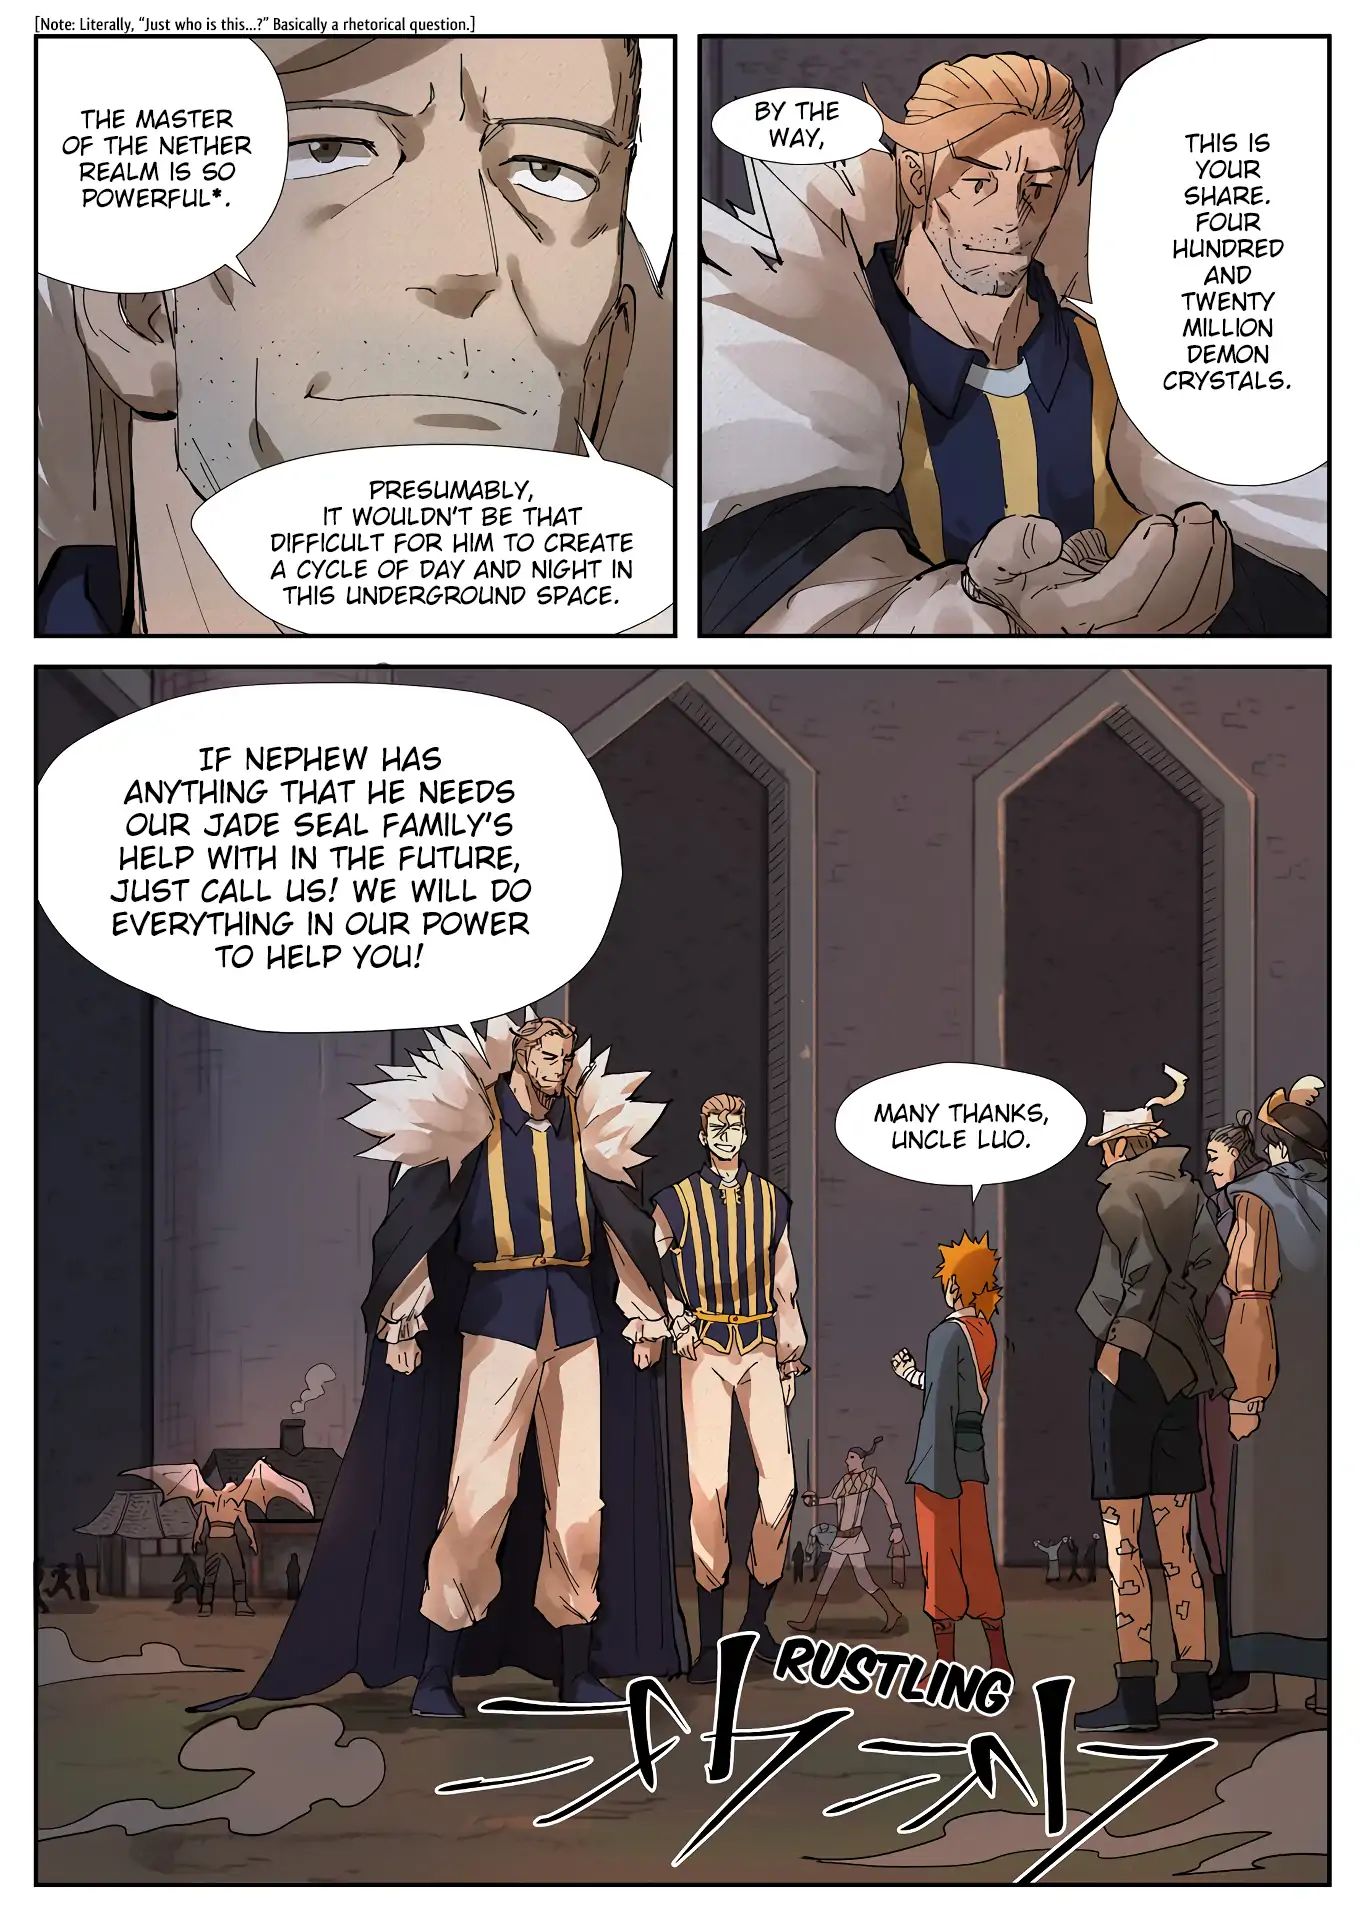 [Note: Literally, “Just who is this...?” Basically a rhetorical question.]
THE MASTER
OF THE NETHER
REALM IS SO
POWERFUL*.
PRESUMABLY,
IT WOULDN'T BE THAT
DIFFICULT FOR HIM TO CREATE
A CYCLE OF DAY AND NIGHT IN
THIS UNDERGROUND SPACE.
BY THE
WAY,
THIS IS
YOUR
SHARE.
FOUR
HUNDRED
AND
TWENTY
MILLION
DEMON
CRYSTALS.
IF NEPHEW HAS
ANYTHING THAT HE NEEDS
OUR JADE SEAL FAMILY'S
HELP WITH IN THE FUTURE,
JUST CALL US! WE WILL DO
EVERYTHING IN OUR POWER
TO HELP YOU!
MANY THANKS,
UNCLE LUO.
RUSTLING